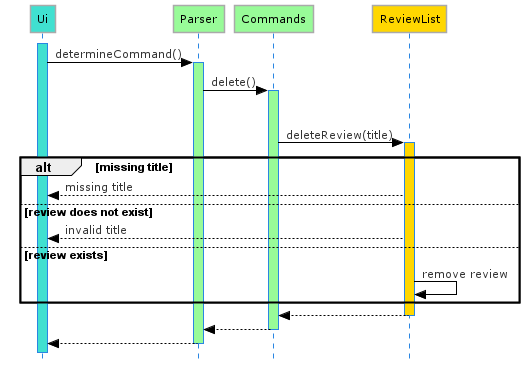 Ui
Parser
Commands
ReviewList
determineCommand()
delete()
deleteReview(title)
alt [missing title]
missing title
[review does not exist]
invalid title
[review exists]
remove review